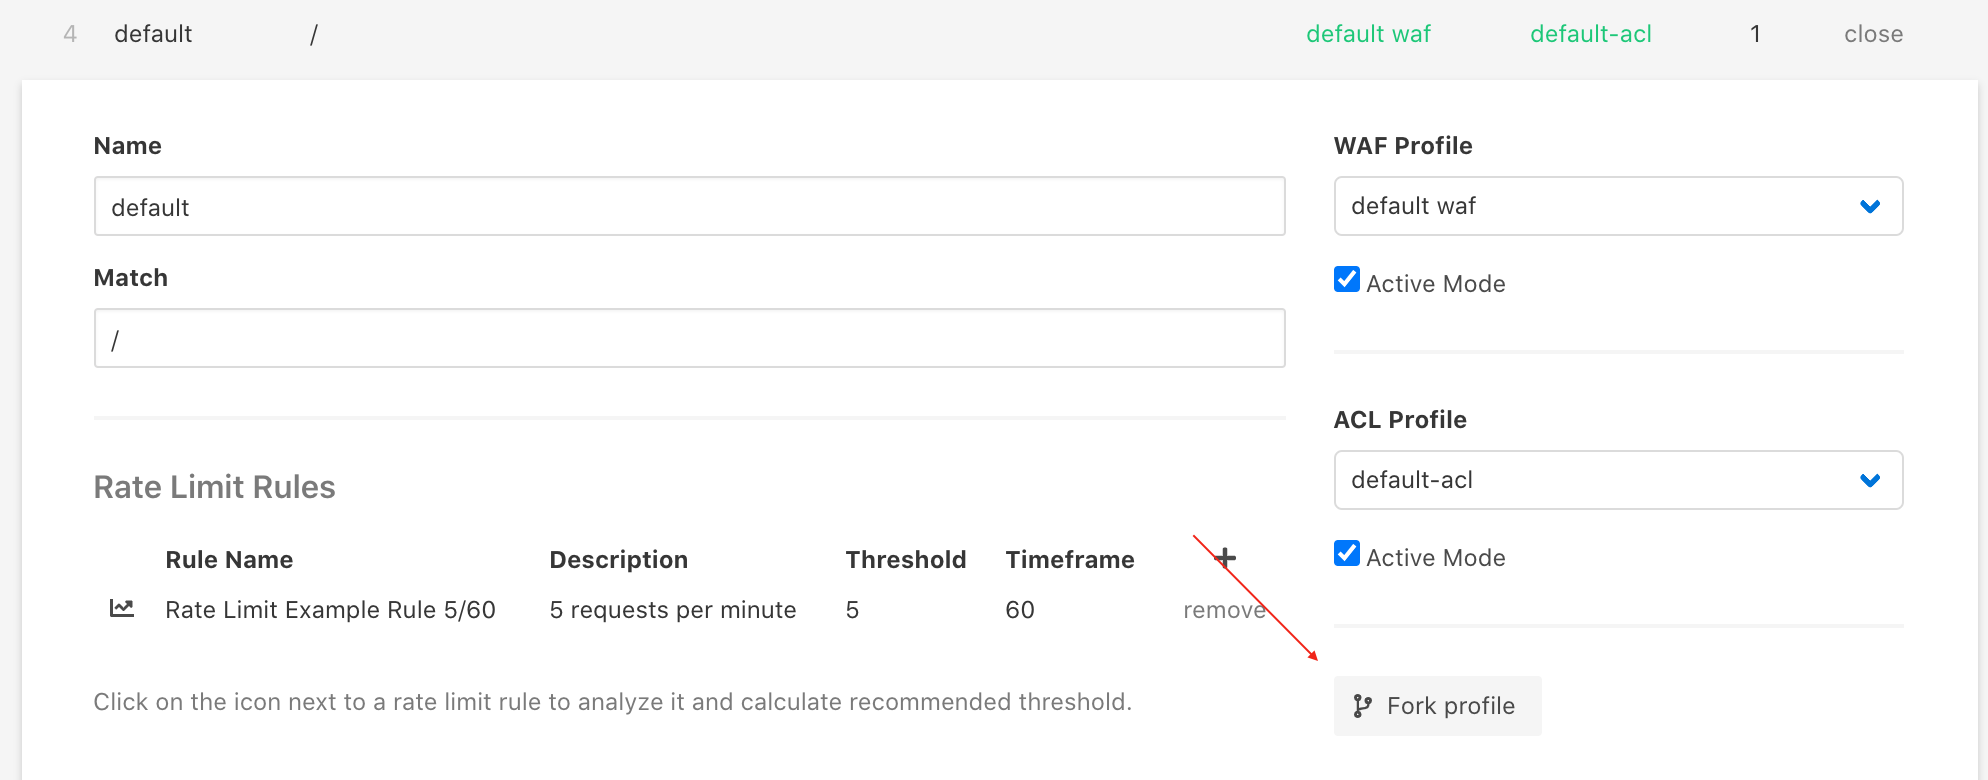 4 default / default waf default-acl 1 close
Name
default
Match
/
Rate Limit Rules
Rule Name Description Threshold Timeframe +
Rate Limit Example Rule 5/60 5 requests per minute 5 60 remove
Click on the icon next to a rate limit rule to analyze it and calculate recommended threshold.
WAF Profile
default waf
Active Mode
ACL Profile
default-acl
Active Mode
Fork profile